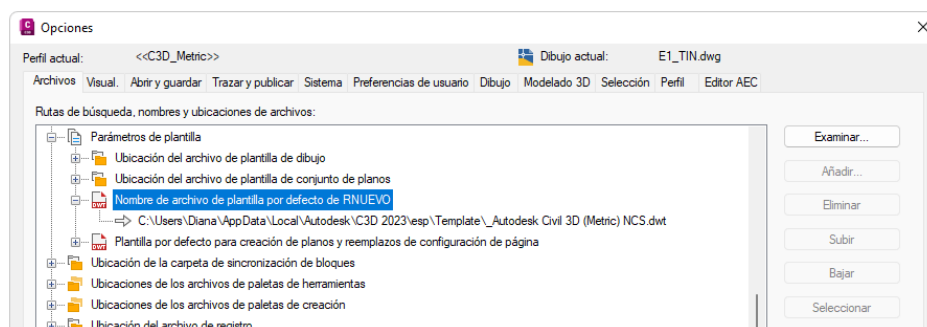 Opciones
Perfil actual: <<C3D_Metric>> Dibujo actual: E1_TIN.dwg
Archivos Visual. Abrir y guardar Trazar y publicar Sistema Preferencias de usuario Dibujo Modelado 3D Selección Perfil Editor AEC
Rutas de búsqueda, nombres y ubicaciones de archivos:
Parámetros de plantilla
Examinar...
Ubicación del archivo de plantilla de dibujo
Ubicación del archivo de plantilla de conjunto de planos
Añadir...
Nombre de archivo de plantilla por defecto de RNUEVO
Eliminar
C:\Users\Diana\AppData\Local\Autodesk\C3D 2023\esp\Template\_Autodesk Civil 3D (Metric) NCS.dwt
Plantilla por defecto para creación de planos y reemplazos de configuración de página
Subir
Ubicación de la carpeta de sincronización de bloques
Bajar
Ubicaciones de los archivos de paletas de herramientas
Ubicaciones de los archivos de paletas de creación
Seleccionar
Ubicación del archivo de registro